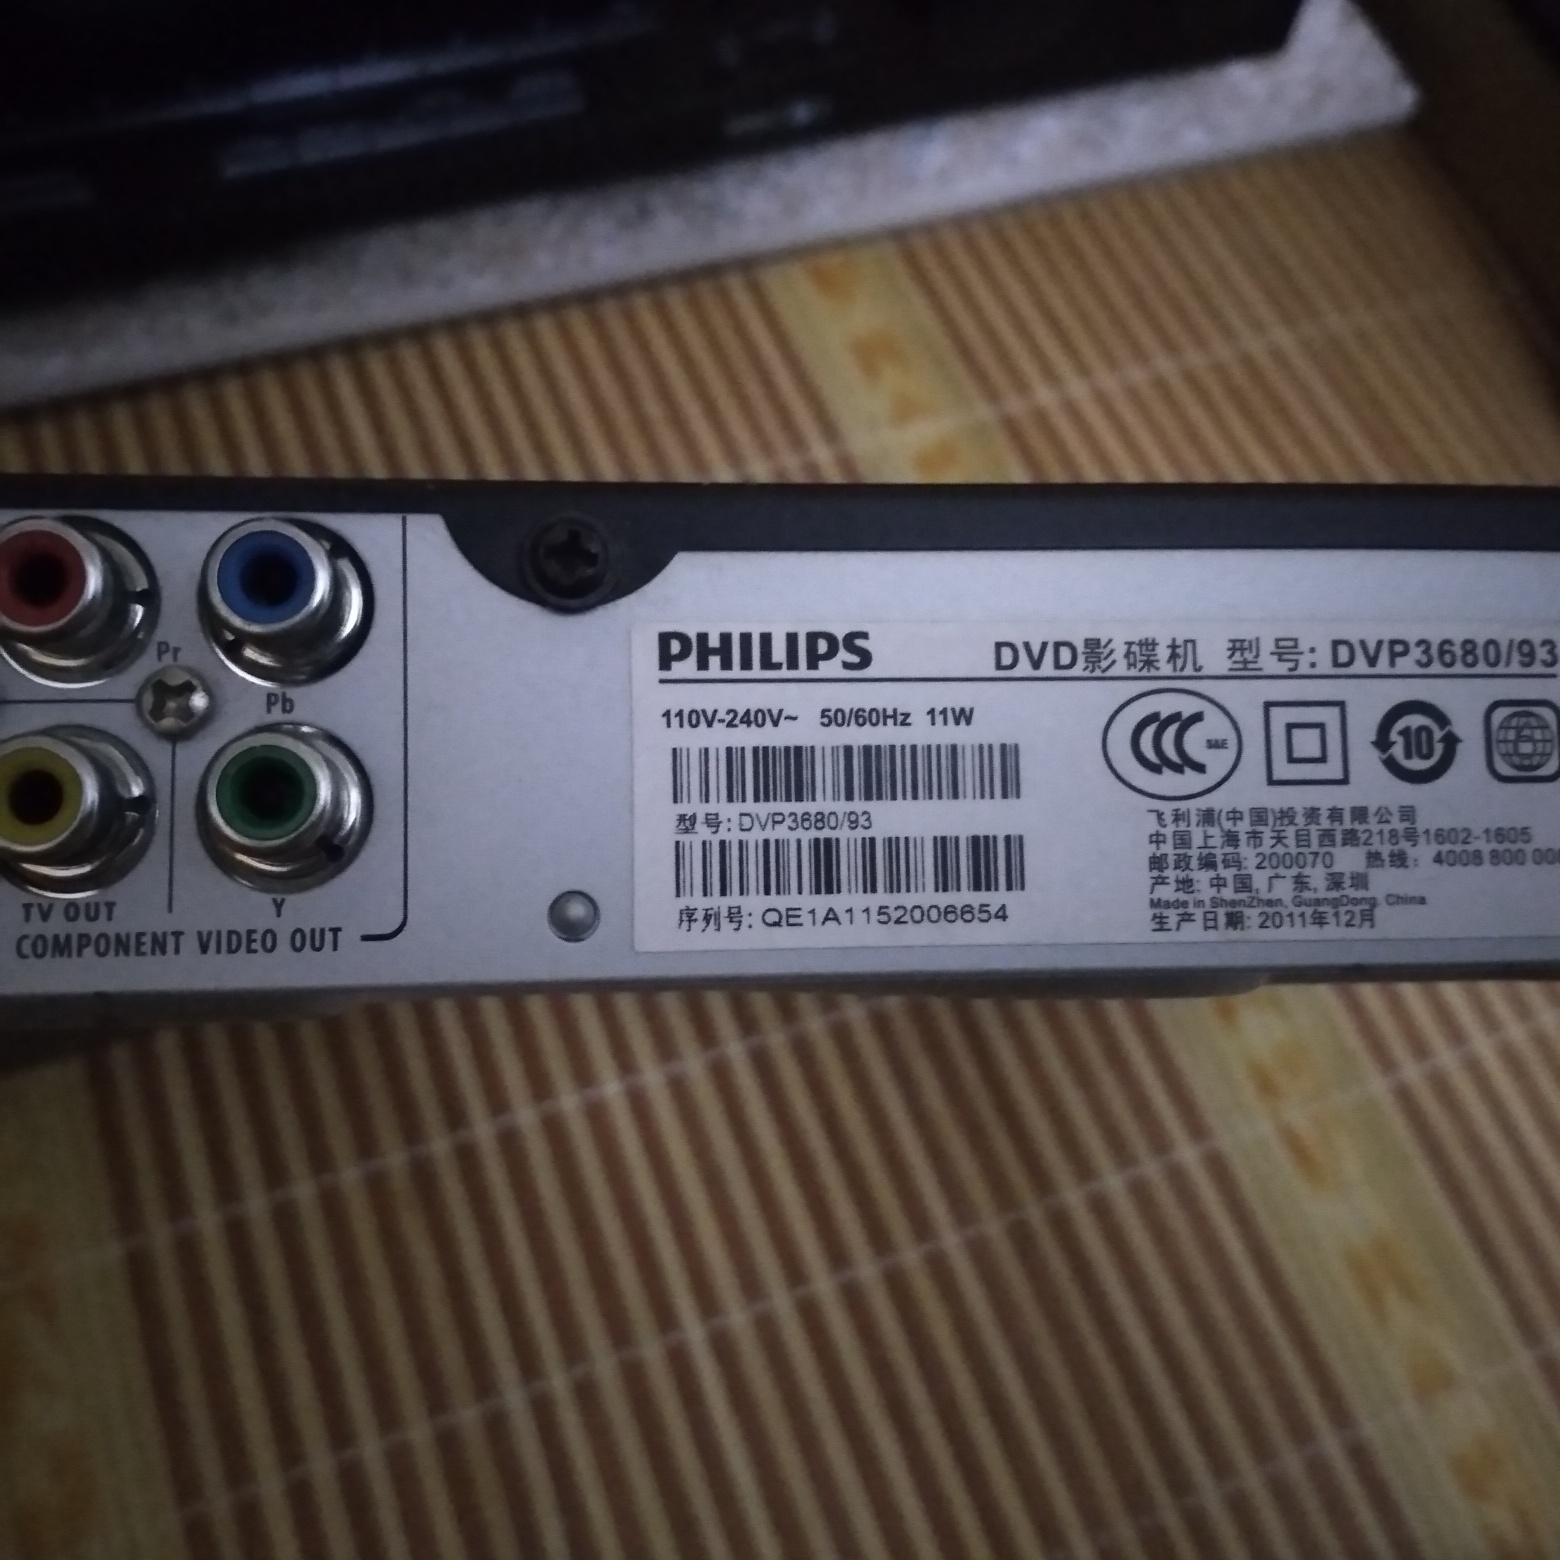 PHILIPS DVD影碟机 型号: DVP3680/93
110V-240V~ 50/60Hz 11W
CCC S&E
10
型号: DVP3680/93
序列号: QE1A1152006654
飞利浦(中国)投资有限公司
中国上海市天目西路218号1602-1605
邮政编码: 200070 热线: 4008 800
产地: 中国, 广东, 深圳
Made in ShenZhen, GuangDong, China
生产日期: 2011年12月
Pr
Pb
TV OUT
Y
COMPONENT VIDEO OUT